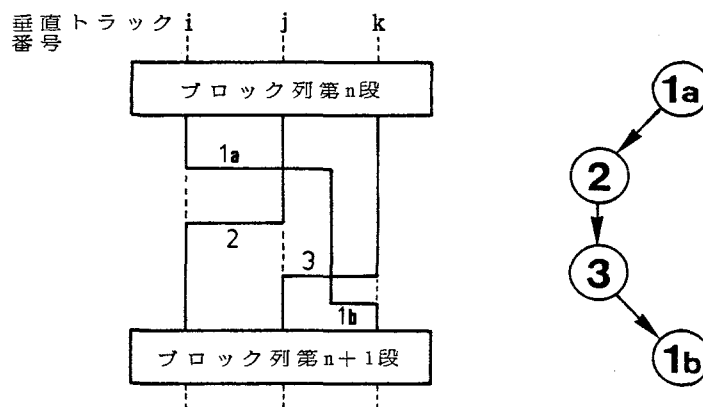 垂直トラック i j k
番号
ブロック列第n段
1a
2
3
1b
ブロック列第n+1段
1a
2
3
1b